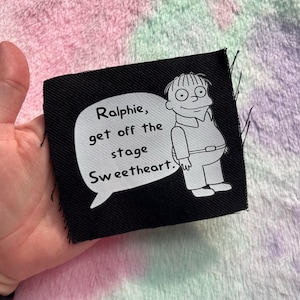 Ralphie,
get off the
stage
Sweetheart.